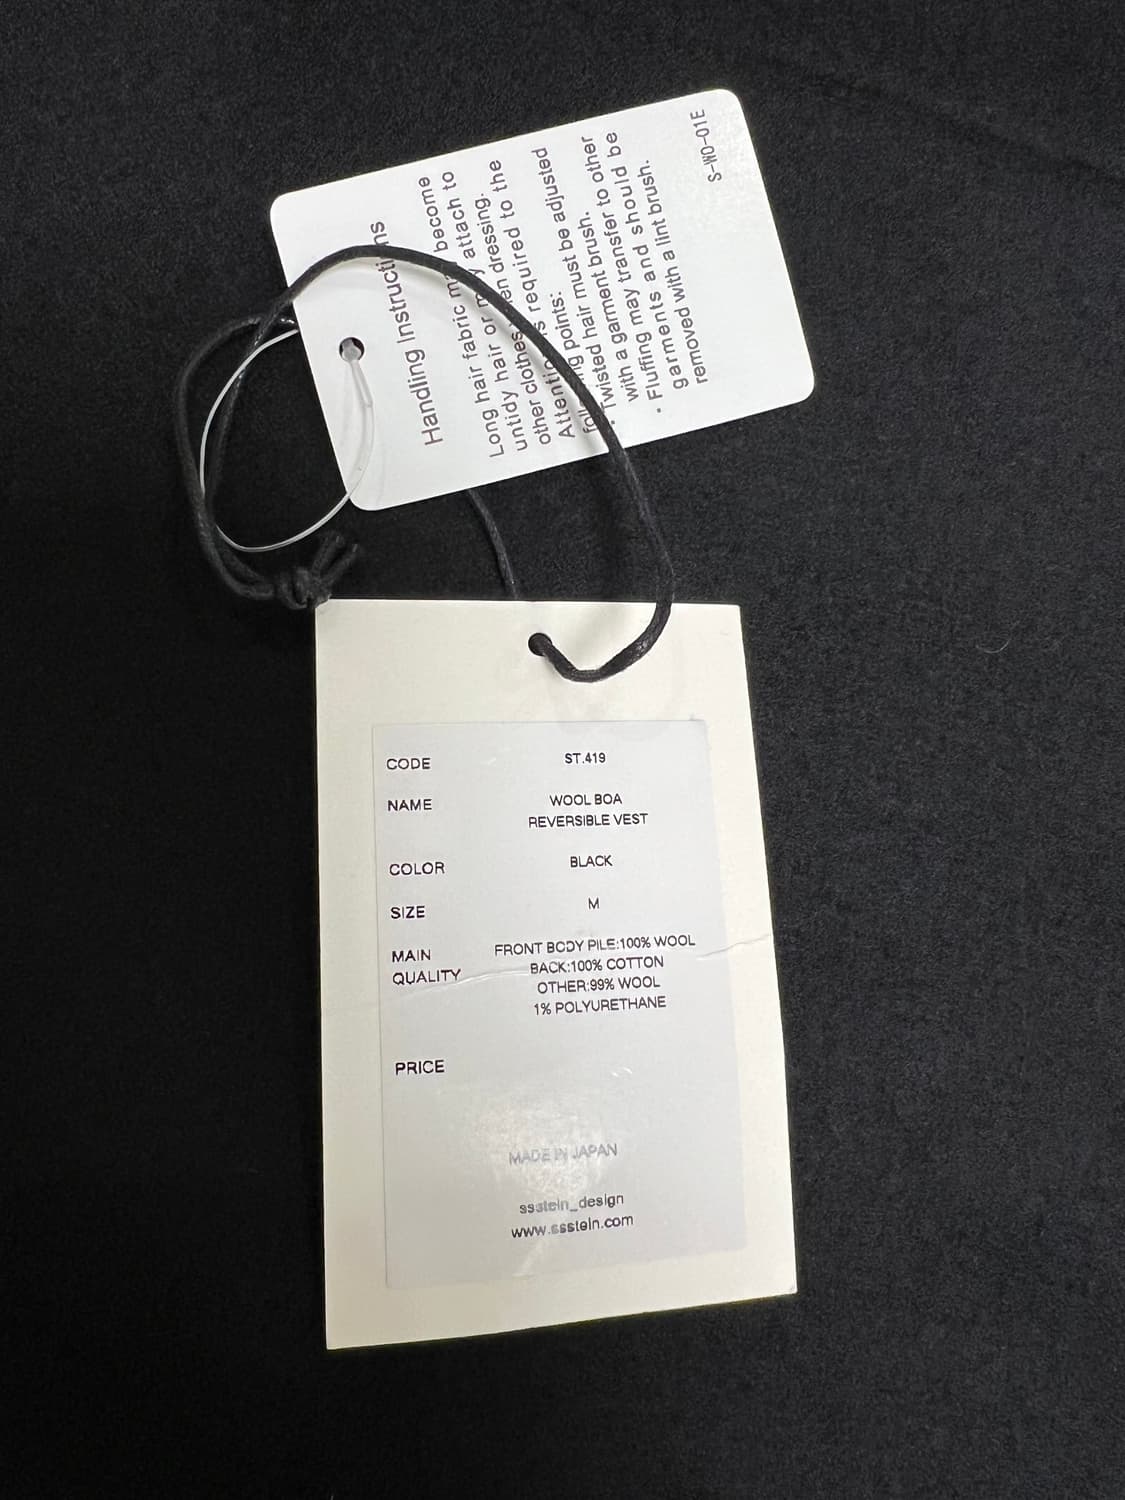 Handling Instructions
Long hair fabric may become
untidy hair or may attach to
other clothes when dressing.
Attention is required to the
following points:
Twisted hair must be adjusted
with a garment brush.
· Fluffing may transfer to other
garments and should be
removed with a lint brush.
S-WO-01E
CODE ST.419
NAME WOOL BOA
REVERSIBLE VEST
COLOR BLACK
SIZE M
MAIN FRONT BODY PILE:100% WOOL
QUALITY BACK:100% COTTON
OTHER:99% WOOL
1% POLYURETHANE
PRICE
MADE IN JAPAN
ssstein_design
www.ssstein.com